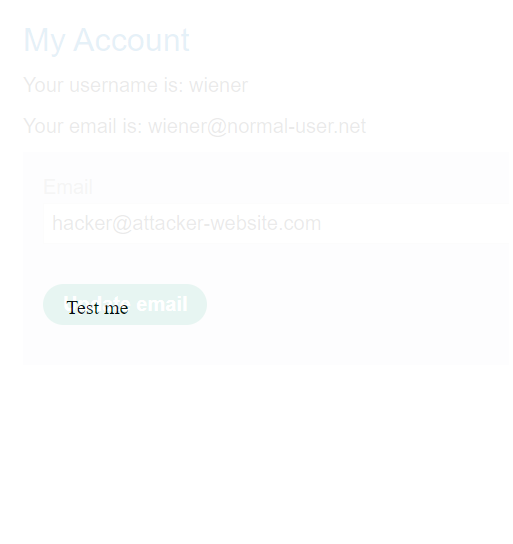 My Account
Your username is: wiener
Your email is: wiener@normal-user.net
Email
hacker@attacker-website.com
Update email
Test me